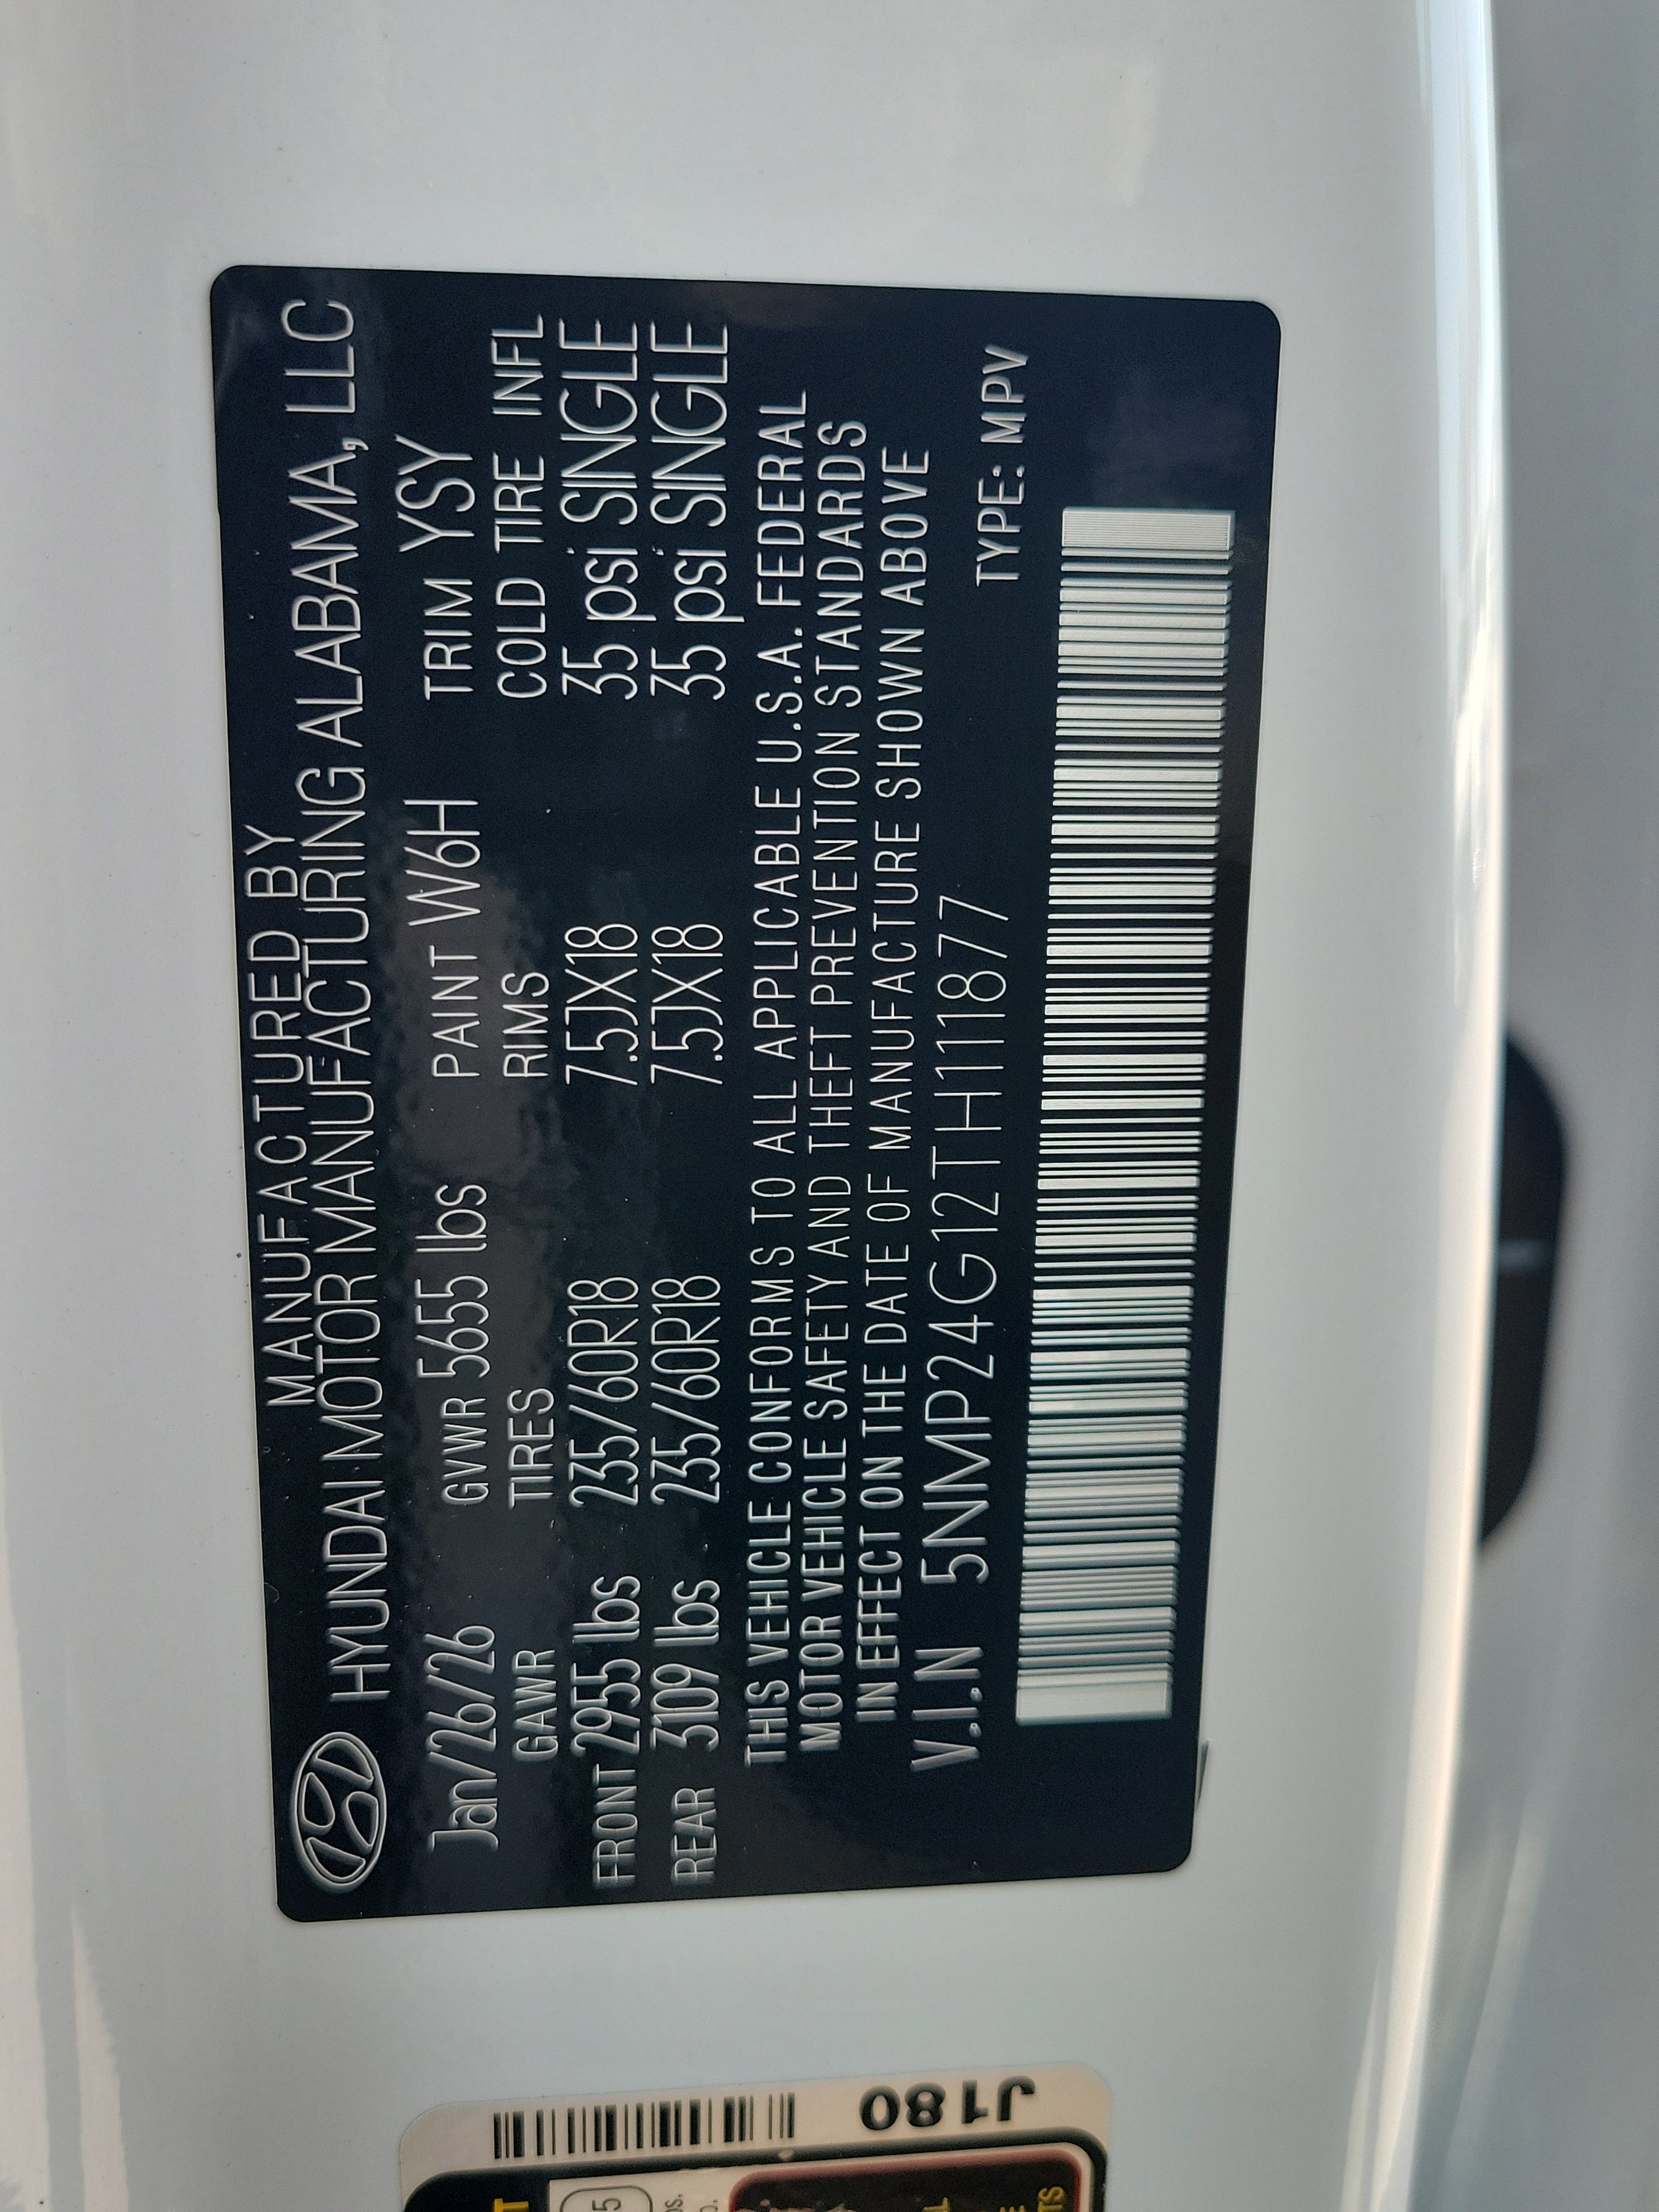 MANUFACTURED BY
HYUNDAI MOTOR MANUFACTURING ALABAMA, LLC
Jan/26/26 GVWR 5655 lbs PAINT W6H TRIM YSY
GAWR TIRES RIMS COLD TIRE INFL
FRONT 2955 lbs 235/60R18 7.5JX18 35 psi SINGLE
REAR 3109 lbs 235/60R18 7.5JX18 35 psi SINGLE
THIS VEHICLE CONFORMS TO ALL APPLICABLE U.S.A. FEDERAL
MOTOR VEHICLE SAFETY AND THEFT PREVENTION STANDARDS
IN EFFECT ON THE DATE OF MANUFACTURE SHOWN ABOVE
V.I.N 5NMP24G12TH111877 TYPE: MPV
J180